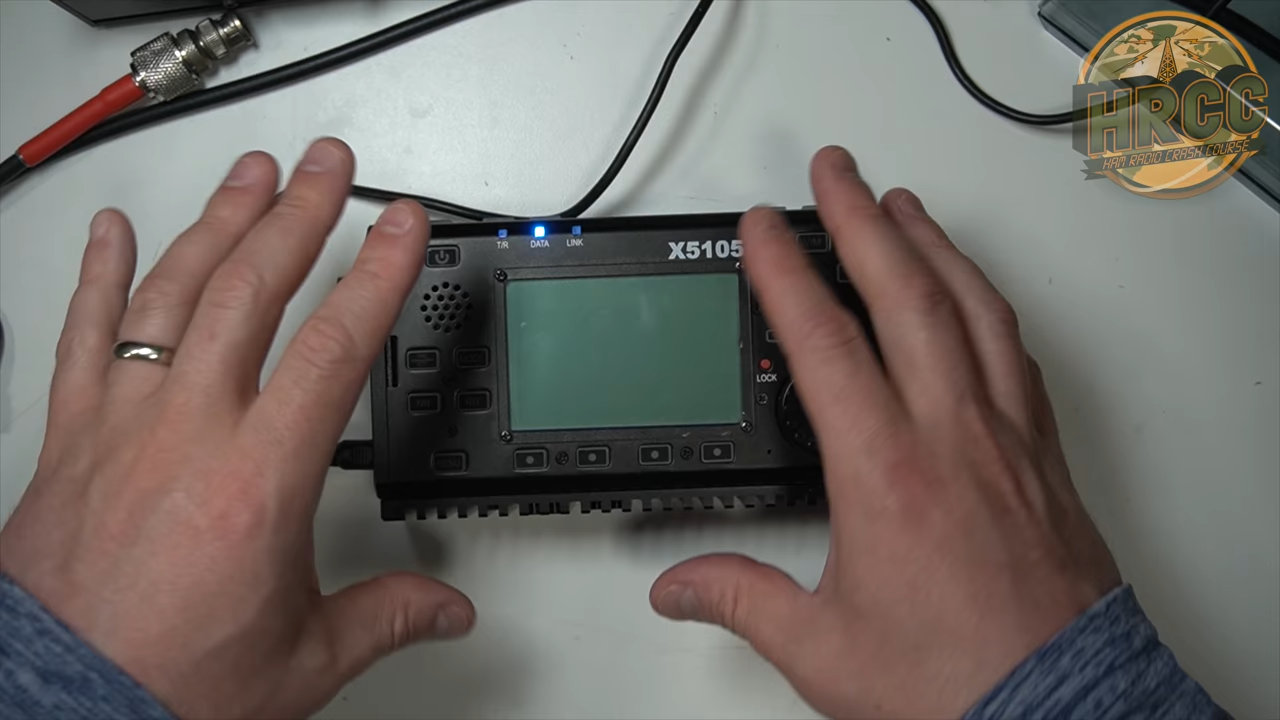 HRCC
HAM RADIO CRASH COURSE
T/R
DATA
LINK
X5105
LOCK